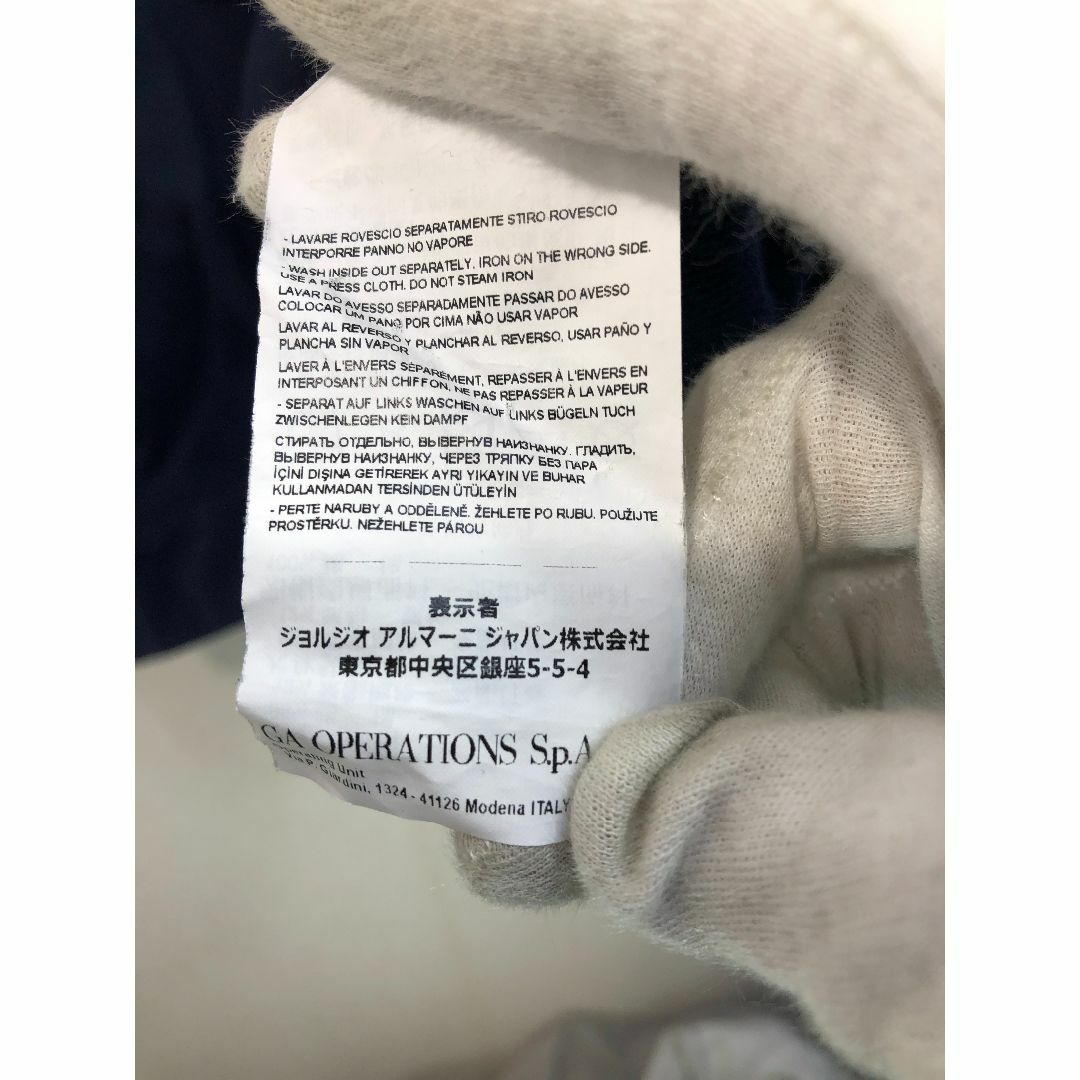 - LAVARE ROVESCIO SEPARATAMENTE STIRO ROVESCIO
INTERPORRE PANNO NO VAPORE
- WASH INSIDE OUT SEPARATELY. IRON ON THE WRONG SIDE.
USE A PRESS CLOTH. DO NOT STEAM IRON
LAVAR DO AVESSO SEPARADAMENTE PASSAR DO AVESSO
COLOCAR UM PANO POR CIMA NÃO USAR VAPOR
LAVAR AL REVERSO Y PLANCHAR AL REVERSO, USAR PAÑO Y
PLANCHA SIN VAPOR
LAVER À L'ENVERS SÉPARÉMENT, REPASSER À L'ENVERS EN
INTERPOSANT UN CHIFFON, NE PAS REPASSER À LA VAPEUR
- SEPARAT AUF LINKS WASCHEN AUF LINKS BÜGELN TUCH
ZWISCHENLEGEN KEIN DAMPF
СТИРАТЬ ОТДЕЛЬНО, ВЫВЕРНУВ НАИЗНАНКУ. ГЛАДИТЬ,
ВЫВЕРНУВ НАИЗНАНКУ, ЧЕРЕЗ ТРЯПКУ БЕЗ ПАРА
İÇİNİ DIŞINA GETİREREK AYRI YIKAYIN VE BUHAR
KULLANMADAN TERSİNDEN ÜTÜLEYİN
- PERTE NARUBY A ODDĚLENĚ. ŽEHLETE PO RUBU. POUŽIJTE
PROSTĚRKU. NEŽEHLETE PÁROU
表示者
ジョルジオ アルマーニ ジャパン株式会社
東京都中央区銀座5-5-4
GA OPERATIONS S.p.A
Operating Unit
Via P. Giardini, 1324 - 41126 Modena ITALY